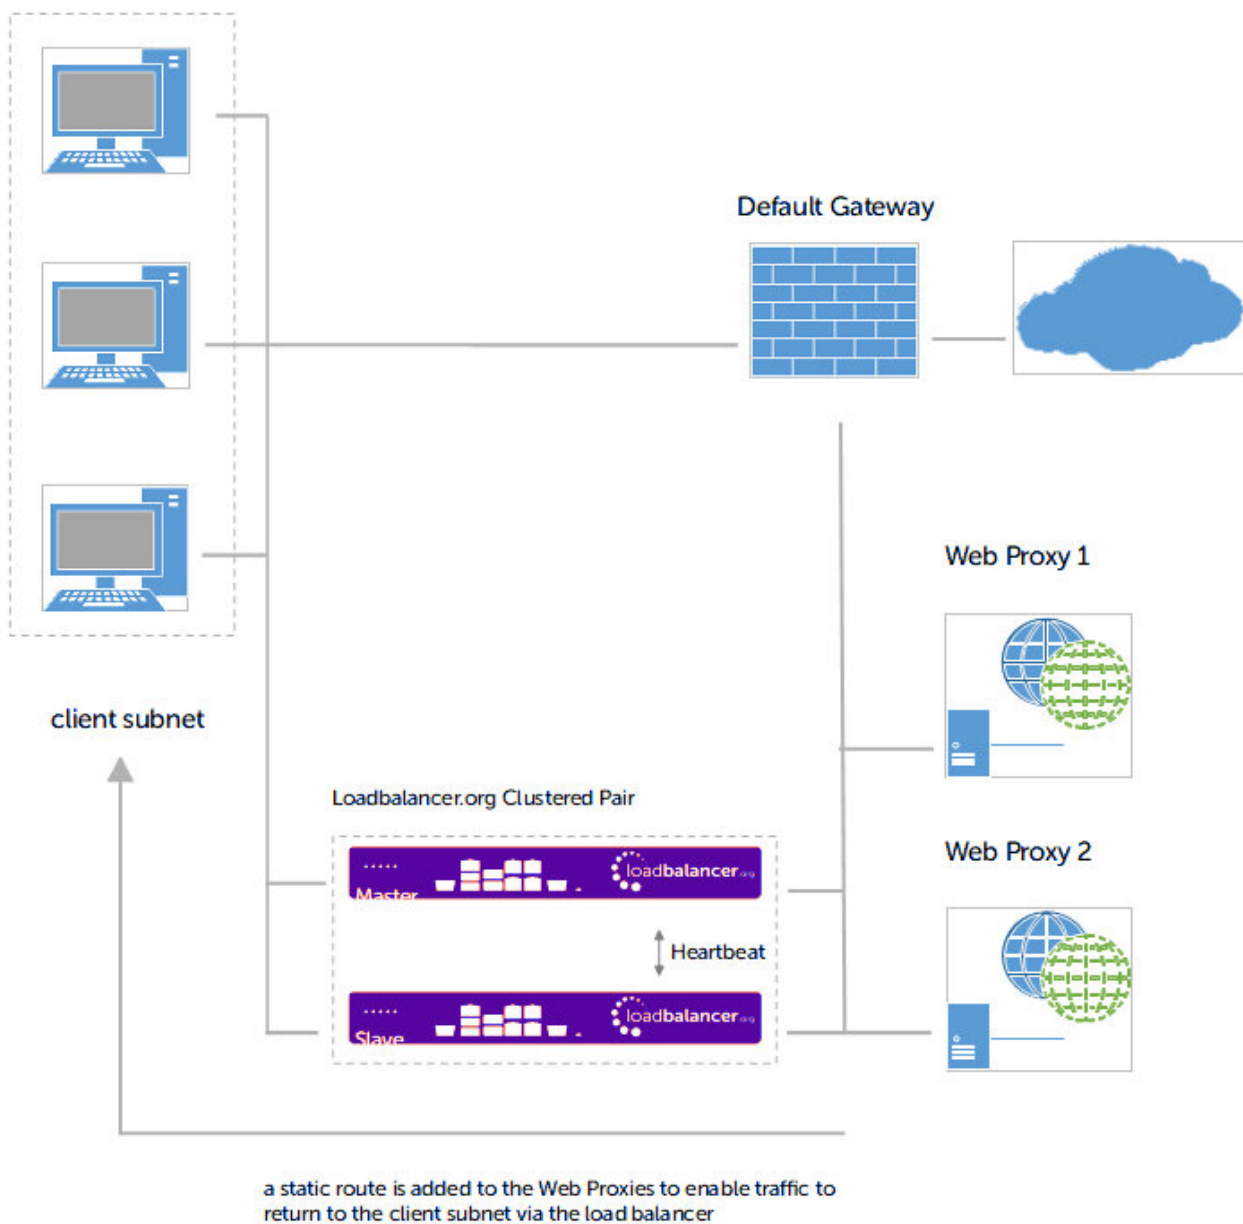 Default Gateway
Web Proxy 1
client subnet
Loadbalancer.org Clustered Pair
Web Proxy 2
Master
loadbalancer.org
Heartbeat
Slave
loadbalancer.org
a static route is added to the Web Proxies to enable traffic to
return to the client subnet via the load balancer